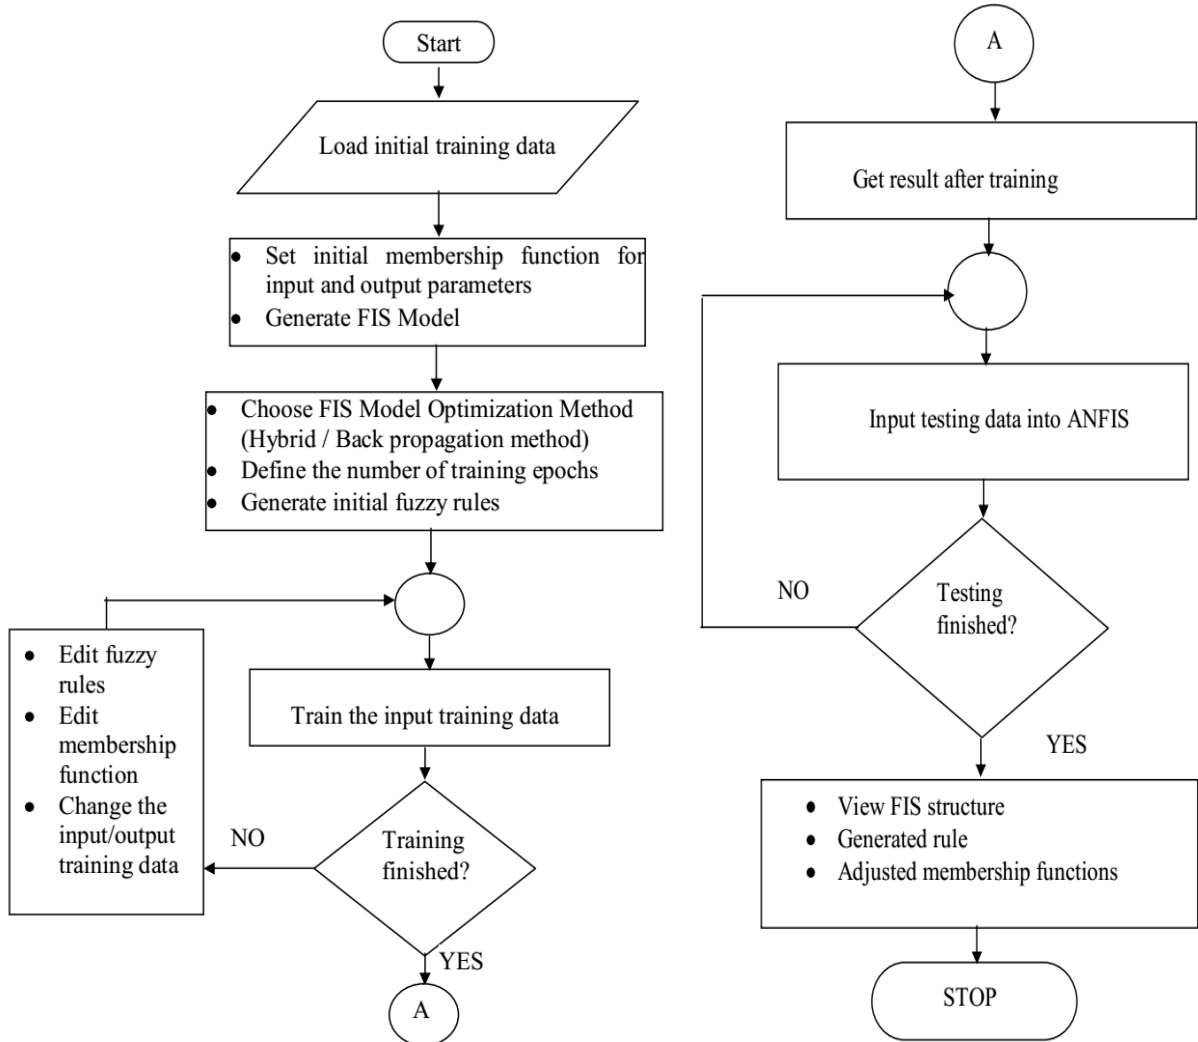 Start
Load initial training data
● Set initial membership function for
input and output parameters
● Generate FIS Model
● Choose FIS Model Optimization Method
(Hybrid / Back propagation method)
● Define the number of training epochs
● Generate initial fuzzy rules
● Edit fuzzy
rules
● Edit
membership
function
● Change the
input/output
training data
Train the input training data
NO
Training
finished?
YES
A
A
Get result after training
Input testing data into ANFIS
NO
Testing
finished?
YES
● View FIS structure
● Generated rule
● Adjusted membership functions
STOP